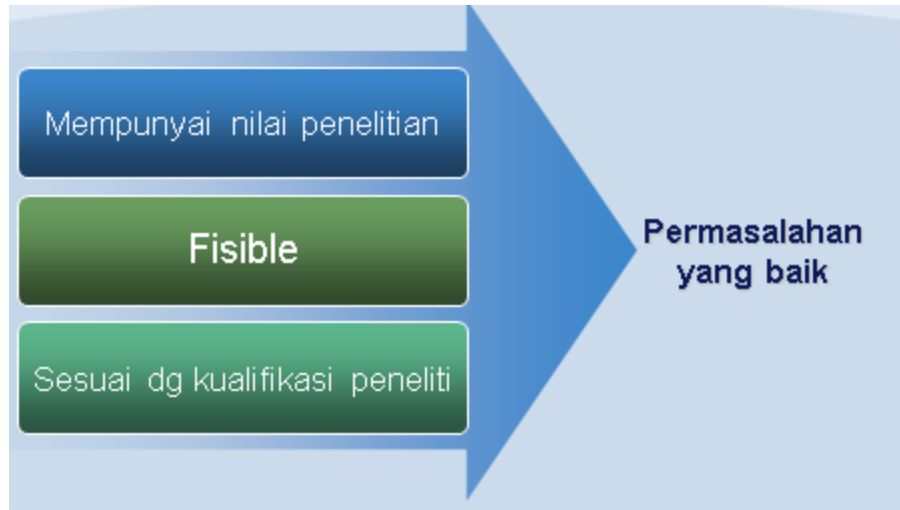 Mempunyai nilai penelitian
Fisible
Sesuai dg kualifikasi peneliti
Permasalahan
yang baik